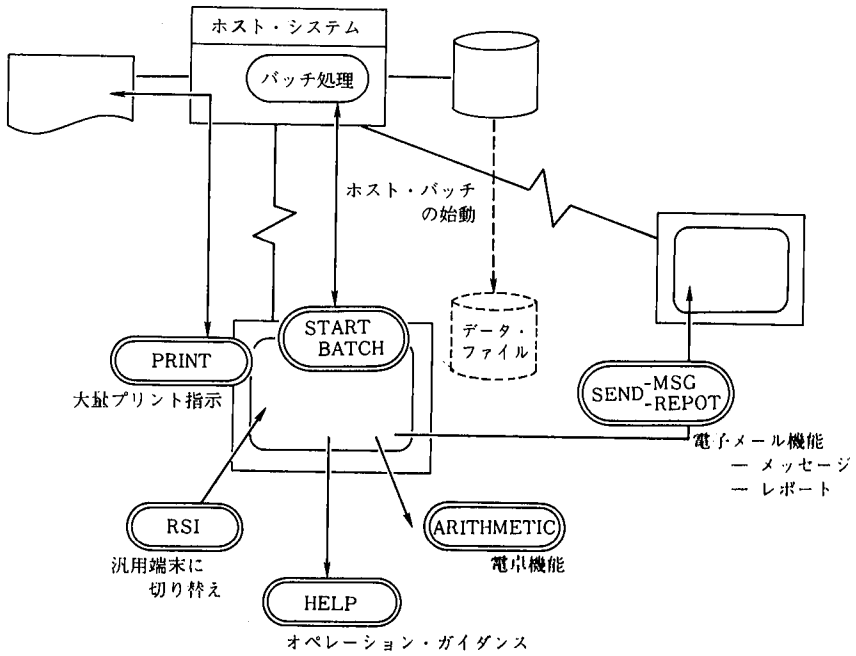 ホスト・システム
バッチ処理
ホスト・バッチ
の始動
START
BATCH
データ・
ファイル
PRINT
大量プリント指示
SEND-MSG
-REPOT
電子メール機能
— メッセージ
— レポート
RSI
汎用端末に
切り替え
ARITHMETIC
電卓機能
HELP
オペレーション・ガイダンス